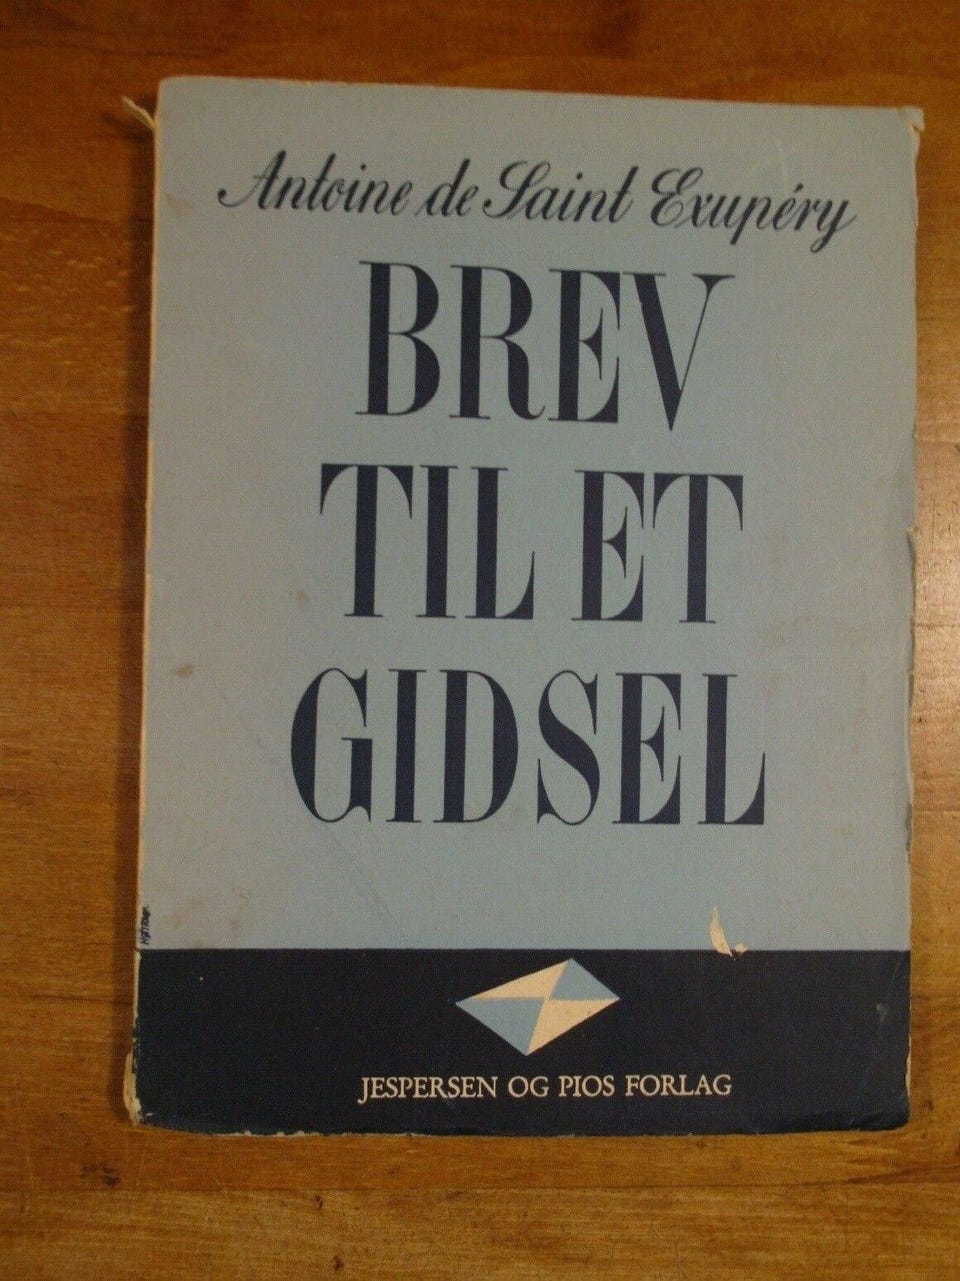 Antoine de Saint Exupéry
BREV
TIL ET
GIDSEL
JESPERSEN OG PIOS FORLAG